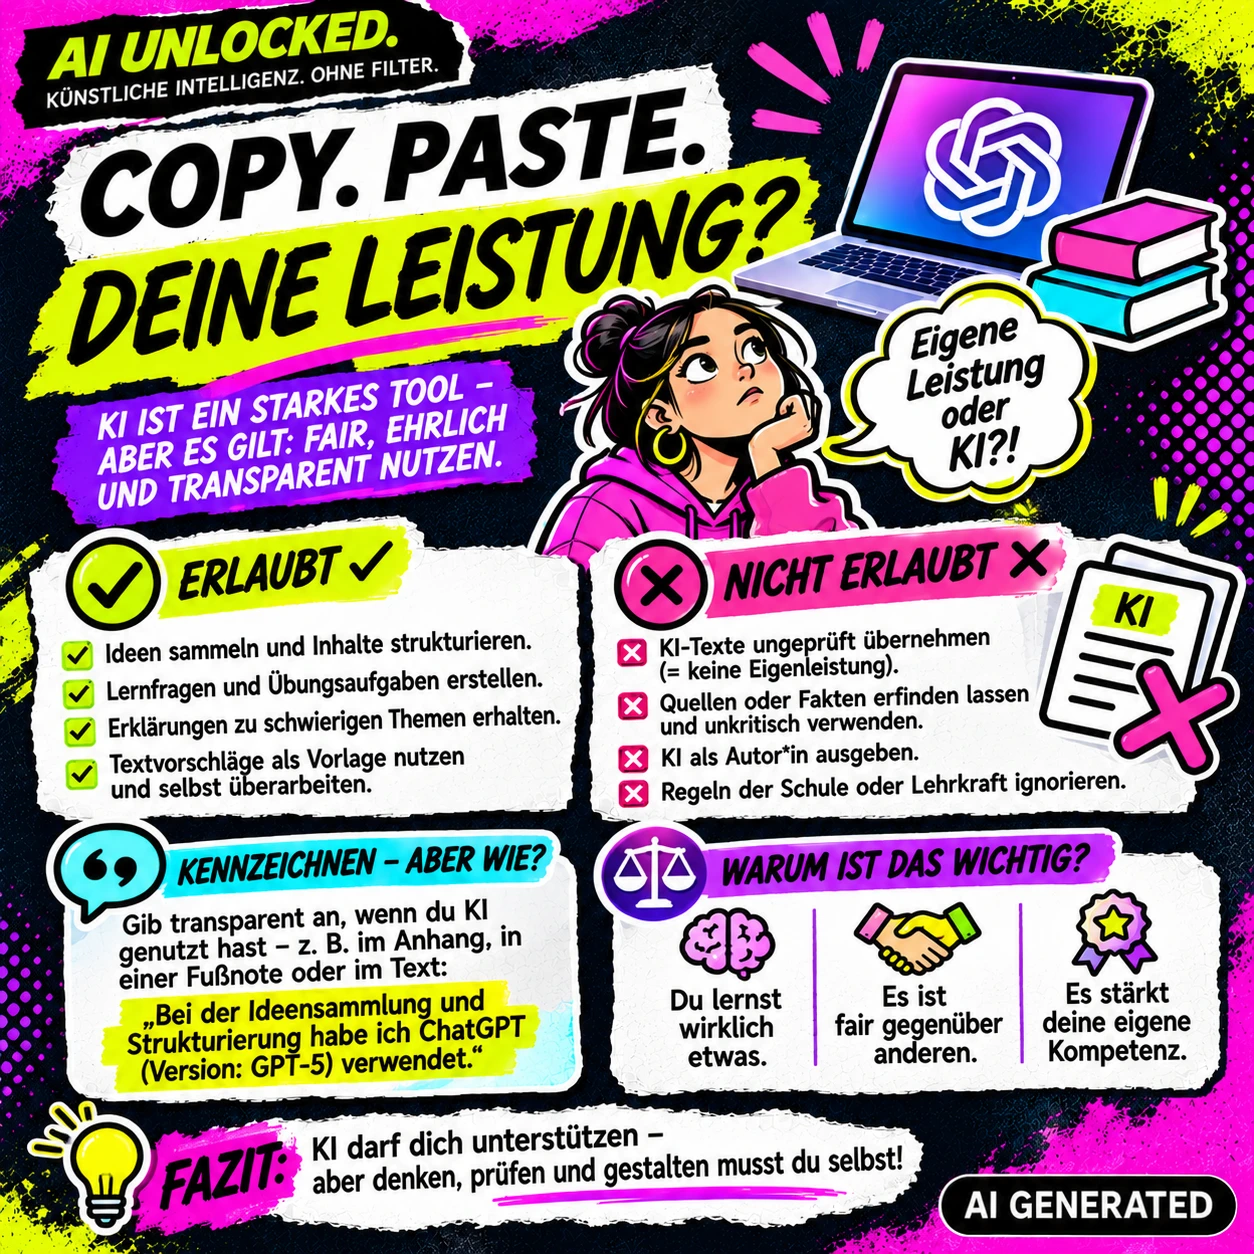 AI UNLOCKED.
KÜNSTLICHE INTELLIGENZ. OHNE FILTER.
COPY. PASTE.
DEINE LEISTUNG?
KI IST EIN STARKES TOOL –
ABER ES GILT: FAIR, EHRLICH
UND TRANSPARENT NUTZEN.
Eigene
Leistung
oder
KI?!
ERLAUBT ✓
Ideen sammeln und Inhalte strukturieren.
Lernfragen und Übungsaufgaben erstellen.
Erklärungen zu schwierigen Themen erhalten.
Textvorschläge als Vorlage nutzen
und selbst überarbeiten.
NICHT ERLAUBT ✕
KI-Texte ungeprüft übernehmen
(= keine Eigenleistung).
Quellen oder Fakten erfinden lassen
und unkritisch verwenden.
KI als Autor*in ausgeben.
Regeln der Schule oder Lehrkraft ignorieren.
KI
KENNZEICHNEN – ABER WIE?
Gib transparent an, wenn du KI
genutzt hast – z. B. im Anhang, in
einer Fußnote oder im Text:
„Bei der Ideensammlung und
Strukturierung habe ich ChatGPT
(Version: GPT-5) verwendet.“
WARUM IST DAS WICHTIG?
Du lernst
wirklich
etwas.
Es ist
fair gegenüber
anderen.
Es stärkt
deine eigene
Kompetenz.
FAZIT:
KI darf dich unterstützen –
aber denken, prüfen und gestalten musst du selbst!
AI GENERATED